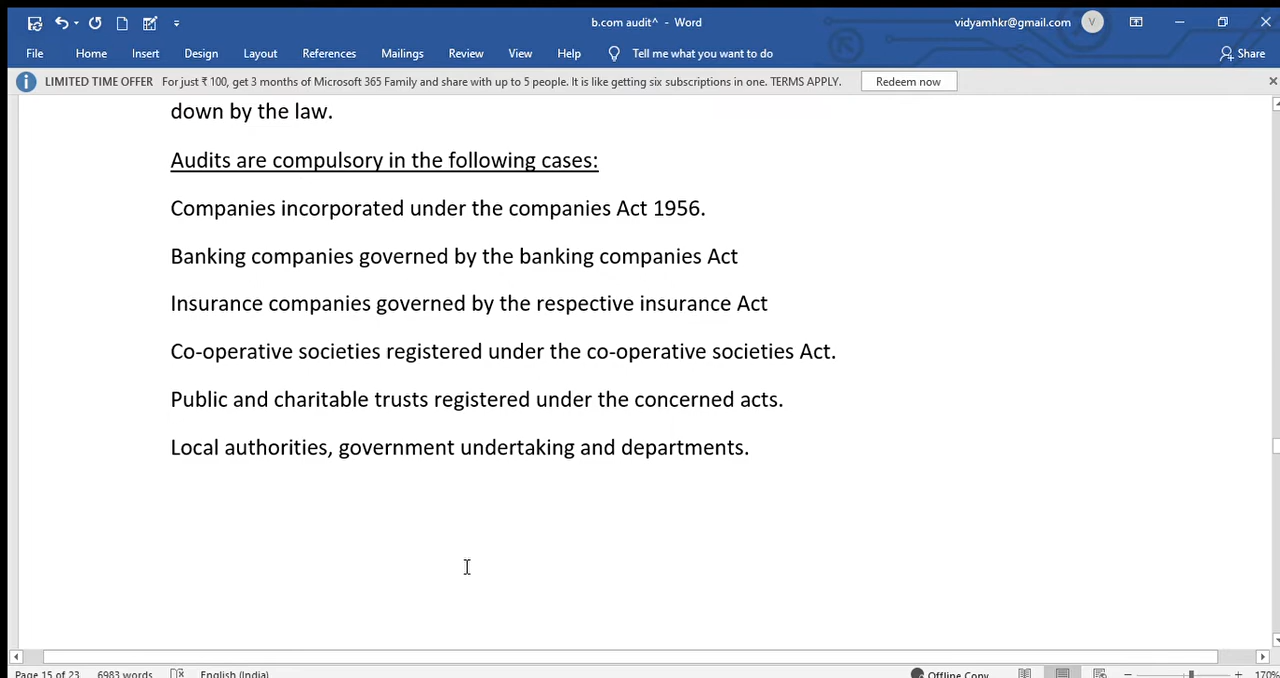 b.com audit^ - Word
vidyamhkr@gmail.com
V
File Home Insert Design Layout References Mailings Review View Help Tell me what you want to do Share
LIMITED TIME OFFER For just ₹ 100, get 3 months of Microsoft 365 Family and share with up to 5 people. It is like getting six subscriptions in one. TERMS APPLY. Redeem now
down by the law.
Audits are compulsory in the following cases:
Companies incorporated under the companies Act 1956.
Banking companies governed by the banking companies Act
Insurance companies governed by the respective insurance Act
Co-operative societies registered under the co-operative societies Act.
Public and charitable trusts registered under the concerned acts.
Local authorities, government undertaking and departments.
Page 15 of 23 6983 words English (India) Offline Copy 170%